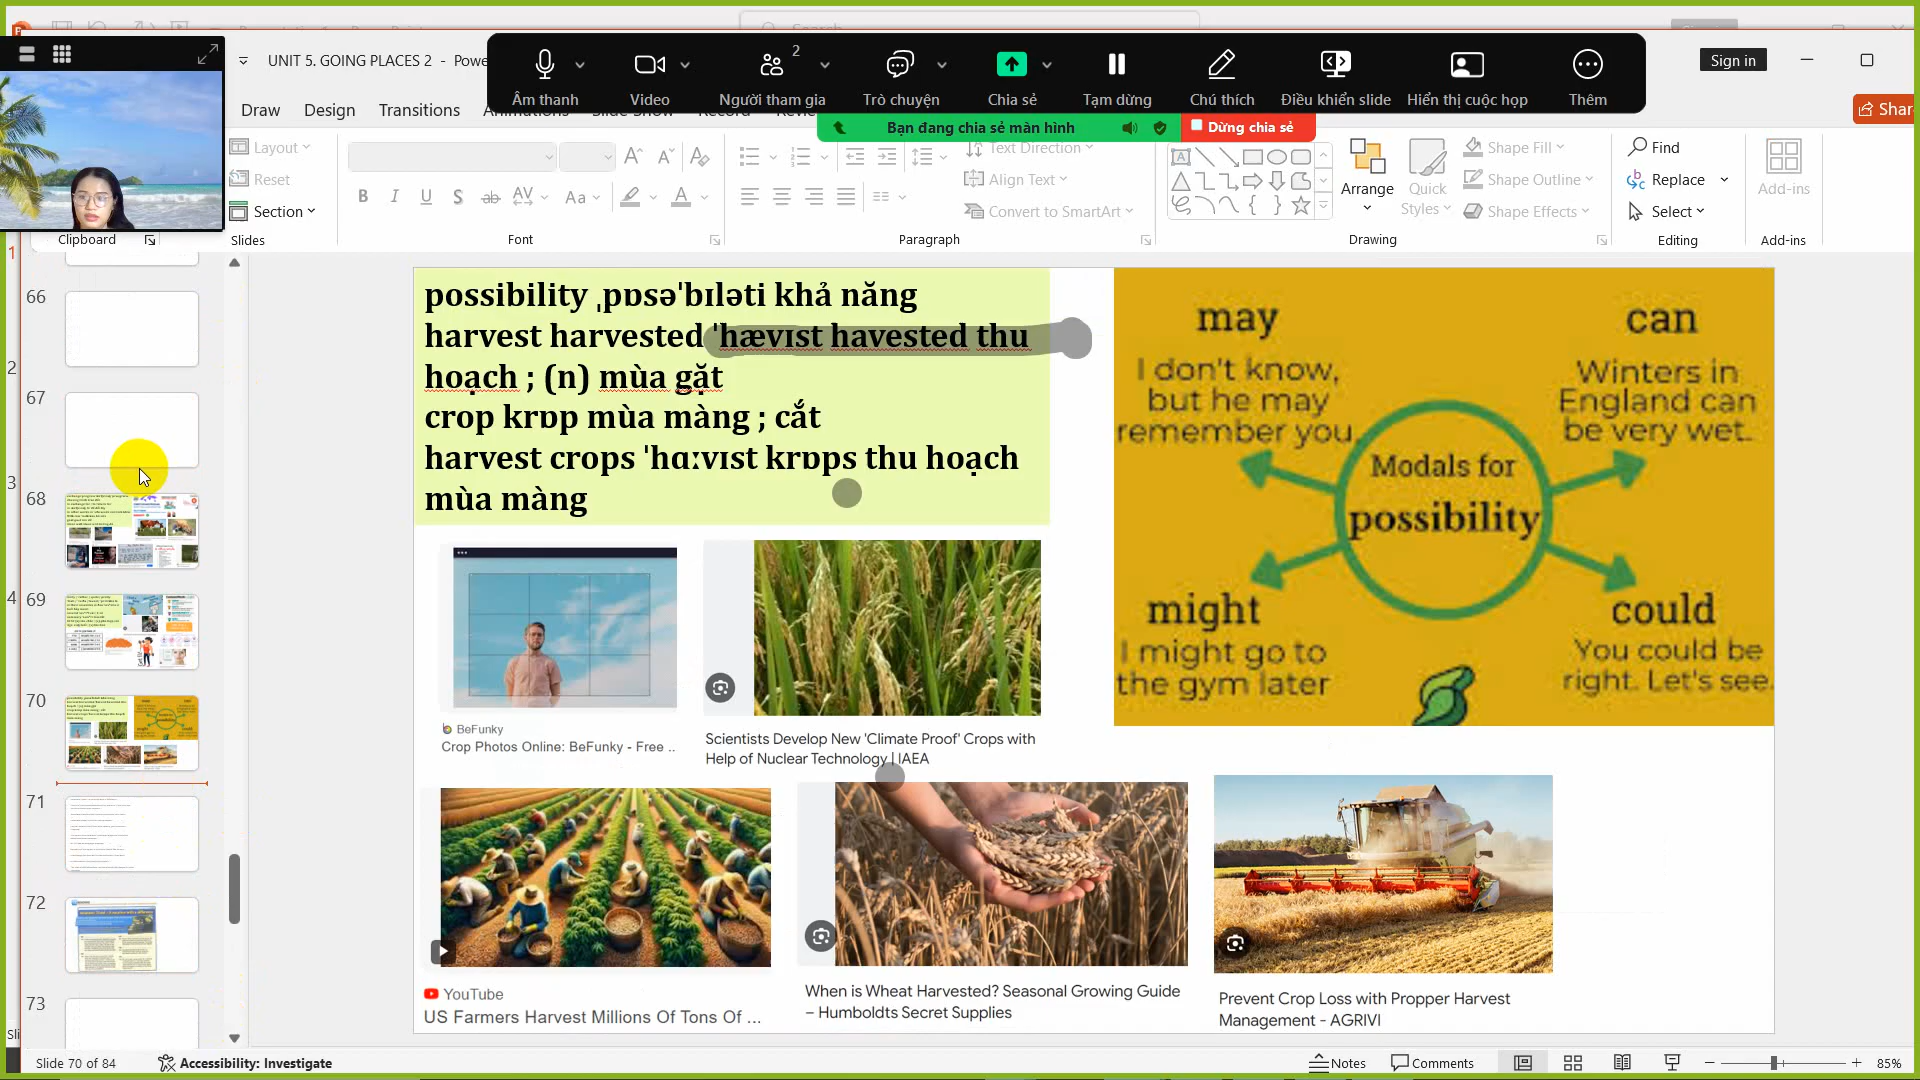 Search
UNIT 5. GOING PLACES 2 - Powe
2
Âm thanh
Video
Người tham gia
Trò chuyện
Chia sẻ
Tạm dừng
Chú thích
Điều khiển slide
Hiển thị cuộc họp
Thêm
Sign in
Bạn đang chia sẻ màn hình
Dừng chia sẻ
Draw
Design
Transitions
Share
Layout
Reset
Section
Clipboard
Slides
Font
Text Direction
Align Text
Convert to SmartArt
Paragraph
Arrange
Quick
Styles
Shape Fill
Shape Outline
Shape Effects
Drawing
Find
Replace
Select
Editing
Add-ins
Add-ins
1
2
3
4
66
67
68
69
70
71
72
73
possibility ˌpɒsəˈbɪləti khả năng
harvest harvested ˈhævɪst havested thu
hoạch ; (n) mùa gặt
crop krɒp mùa màng ; cắt
harvest crops ˈhɑːvɪst krɒps thu hoạch
mùa màng
may
I don't know,
but he may
remember you.
can
Winters in
England can
be very wet.
Modals for
possibility
might
I might go to
the gym later
could
You could be
right. Let's see.
BeFunky
Crop Photos Online: BeFunky - Free ..
Scientists Develop New 'Climate Proof' Crops with
Help of Nuclear Technology | IAEA
YouTube
US Farmers Harvest Millions Of Tons Of ...
When is Wheat Harvested? Seasonal Growing Guide
– Humboldts Secret Supplies
Prevent Crop Loss with Propper Harvest
Management - AGRIVI
Slide 70 of 84
Accessibility: Investigate
Notes
Comments
85%